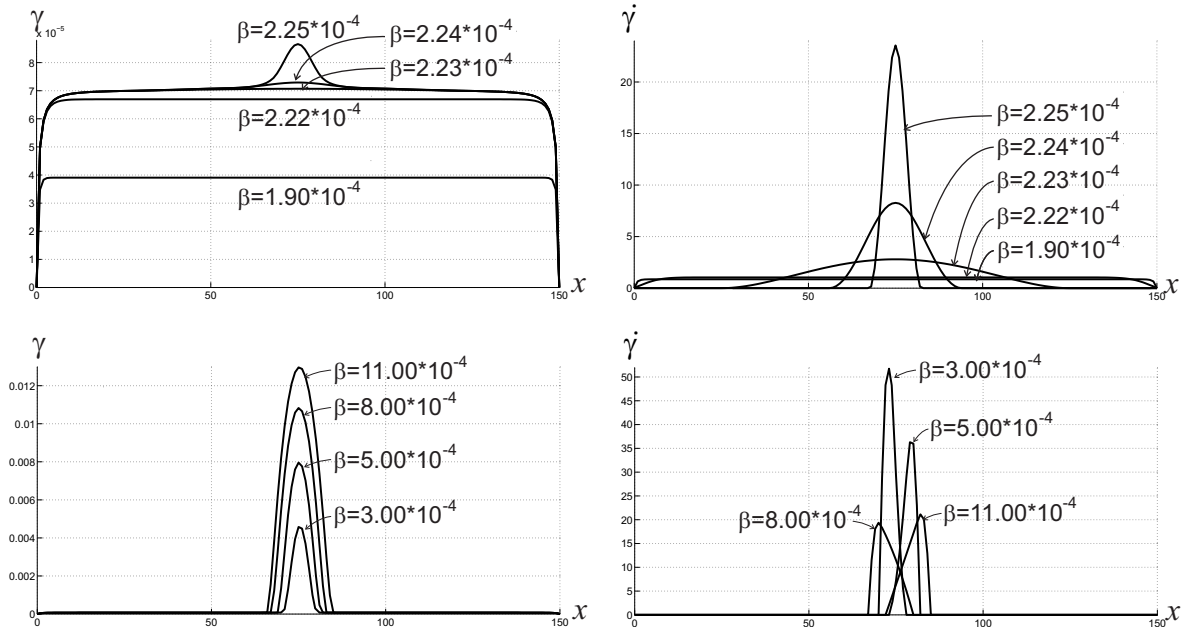 γ
x 10⁻⁵
β=2.25*10⁻⁴
β=2.24*10⁻⁴
β=2.23*10⁻⁴
β=2.22*10⁻⁴
β=1.90*10⁻⁴
8
7
6
5
4
3
2
1
0
0 50 100 150 x
γ̇
β=2.25*10⁻⁴
β=2.24*10⁻⁴
β=2.23*10⁻⁴
β=2.22*10⁻⁴
β=1.90*10⁻⁴
20
15
10
5
0
0 50 100 150 x
γ
β=11.00*10⁻⁴
β=8.00*10⁻⁴
β=5.00*10⁻⁴
β=3.00*10⁻⁴
0.012
0.01
0.008
0.006
0.004
0.002
0
0 50 100 150 x
γ̇
β=3.00*10⁻⁴
β=5.00*10⁻⁴
β=8.00*10⁻⁴
β=11.00*10⁻⁴
50
45
40
35
30
25
20
15
10
5
0
0 50 100 150 x